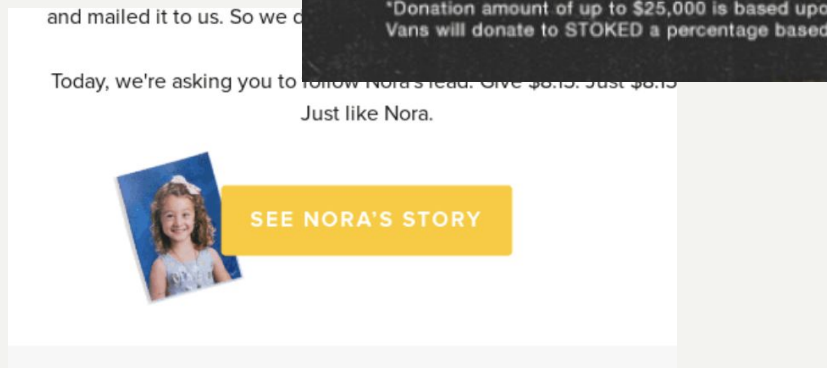 and mailed it to us. So we d
*Donation amount of up to $25,000 is based upo
Vans will donate to STOKED a percentage based
Today, we're asking you to follow Nora's lead. Give $8.15. Just $8.15
Just like Nora.
SEE NORA'S STORY